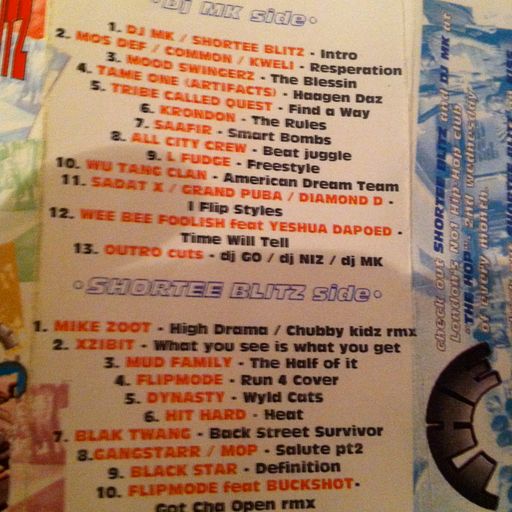 • DJ MK side •
1. DJ MK / SHORTEE BLITZ - Intro
2. MOS DEF / COMMON / KWELI - Resperation
3. MOOD SWINGERZ - The Blessin
4. TAME ONE (ARTIFACTS) - Haagen Daz
5. TRIBE CALLED QUEST - Find a Way
6. KRONDON - The Rules
7. SAAFIR - Smart Bombs
8. ALL CITY CREW - Beat juggle
9. L FUDGE - Freestyle
10. WU TANG CLAN - American Dream Team
11. SADAT X / GRAND PUBA / DIAMOND D -
I Flip Styles
12. WEE BEE FOOLISH feat YESHUA DAPOED -
Time Will Tell
13. OUTRO cuts - dj GO / dj NIZ / dj MK
• SHORTEE BLITZ side •
1. MIKE ZOOT - High Drama / Chubby kidz rmx
2. XZIBIT - What you see is what you get
3. MUD FAMILY - The Half of it
4. FLIPMODE - Run 4 Cover
5. DYNASTY - Wyld Cats
6. HIT HARD - Heat
7. BLAK TWANG - Back Street Survivor
8.GANGSTARR / MOP - Salute pt2
9. BLACK STAR - Definition
10. FLIPMODE feat BUCKSHOT-
Got Cha Open rmx
check out SHORTEE BLITZ and DJ MK at
London's No1 Hip Hop club
"THE HOP" 2nd Wednesday
of every month.